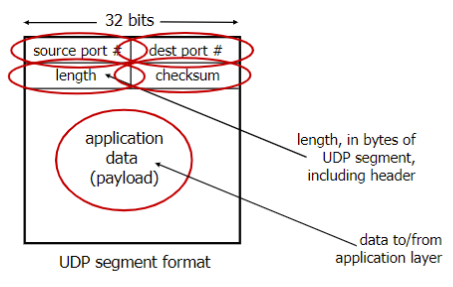 32 bits
source port # dest port #
length checksum
application
data
(payload)
length, in bytes of
UDP segment,
including header
data to/from
application layer
UDP segment format